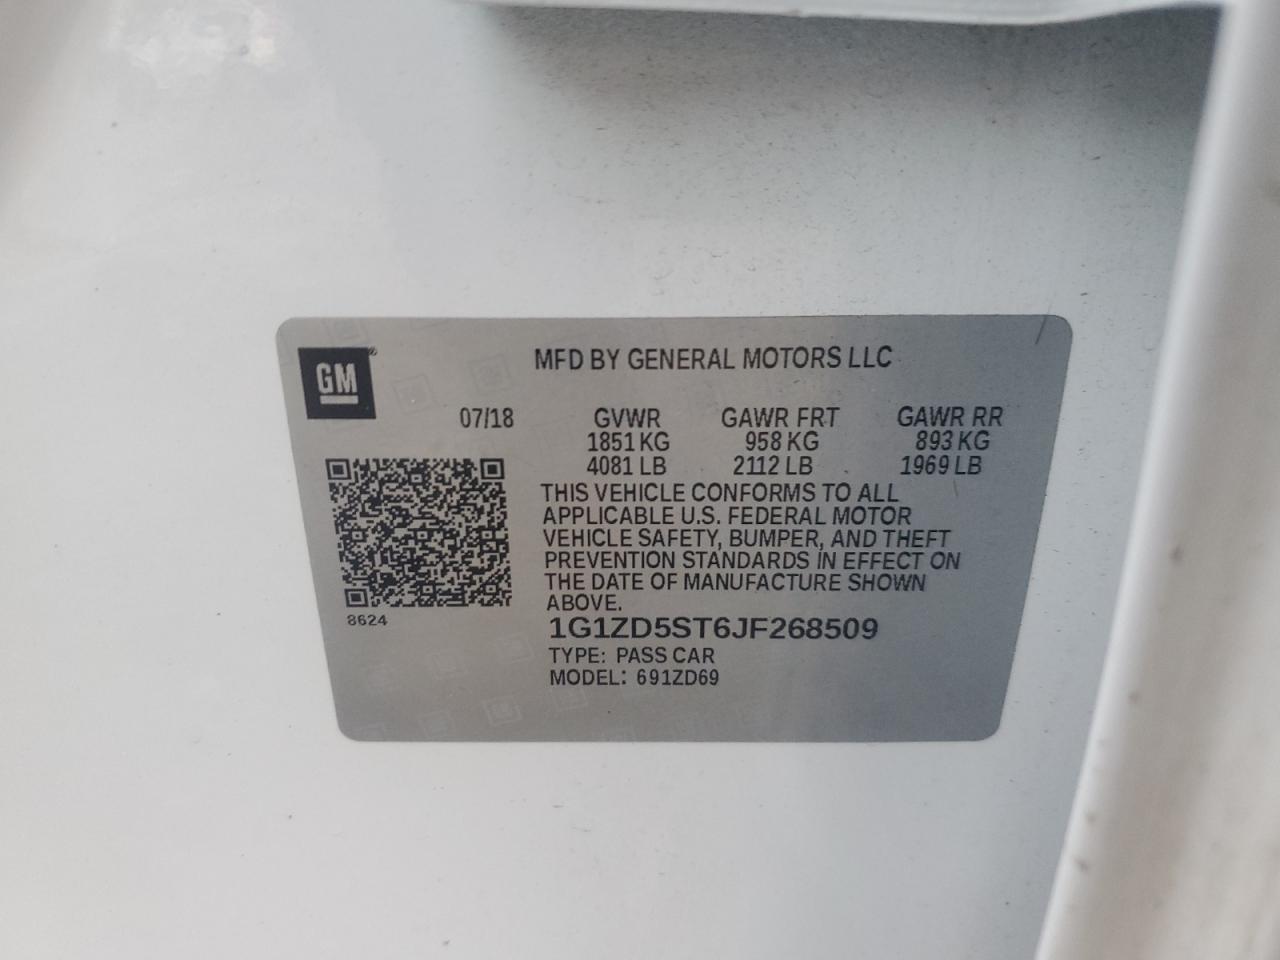 GM
MFD BY GENERAL MOTORS LLC
07/18 GVWR GAWR FRT GAWR RR
1851 KG 958 KG 893 KG
4081 LB 2112 LB 1969 LB
THIS VEHICLE CONFORMS TO ALL
APPLICABLE U.S. FEDERAL MOTOR
VEHICLE SAFETY, BUMPER, AND THEFT
PREVENTION STANDARDS IN EFFECT ON
THE DATE OF MANUFACTURE SHOWN
ABOVE.
8624
1G1ZD5ST6JF268509
TYPE: PASS CAR
MODEL: 691ZD69